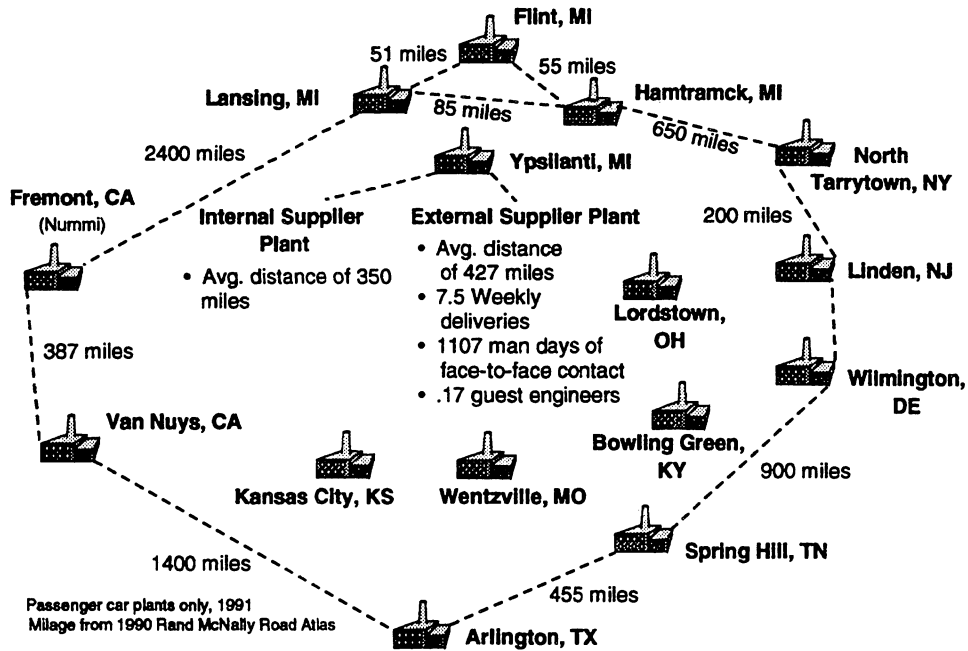 Flint, MI
51 miles
55 miles
Lansing, MI
85 miles
Hamtramck, MI
650 miles
2400 miles
Ypsilanti, MI
North
Tarrytown, NY
Fremont, CA
(Nummi)
Internal Supplier
Plant
• Avg. distance of 350
miles
External Supplier Plant
• Avg. distance
of 427 miles
• 7.5 Weekly
deliveries
• 1107 man days of
face-to-face contact
• .17 guest engineers
200 miles
Linden, NJ
Lordstown,
OH
387 miles
Wilmington,
DE
Van Nuys, CA
Bowling Green,
KY
Kansas City, KS
Wentzville, MO
900 miles
Spring Hill, TN
1400 miles
455 miles
Arlington, TX
Passenger car plants only, 1991
Milage from 1990 Rand McNally Road Atlas